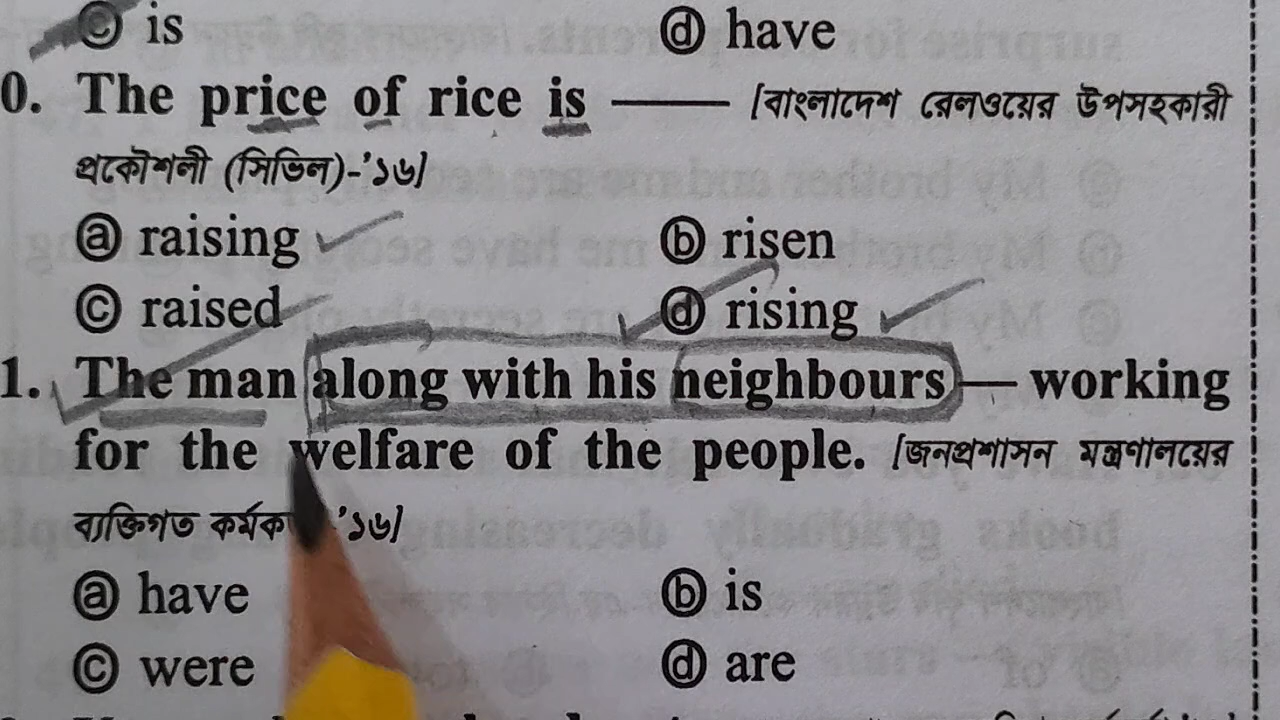 ⓒ is ⓓ have
0. The price of rice is —— [বাংলাদেশ রেলওয়ের উপসহকারী
প্রকৌশলী (সিভিল)-'১৬]
ⓐ raising ⓑ risen
ⓒ raised ⓓ rising
1. The man along with his neighbours — working
for the welfare of the people. [জনপ্রশাসন মন্ত্রণালয়ের
ব্যক্তিগত '১৬]
ⓐ have ⓑ is
ⓒ were ⓓ are